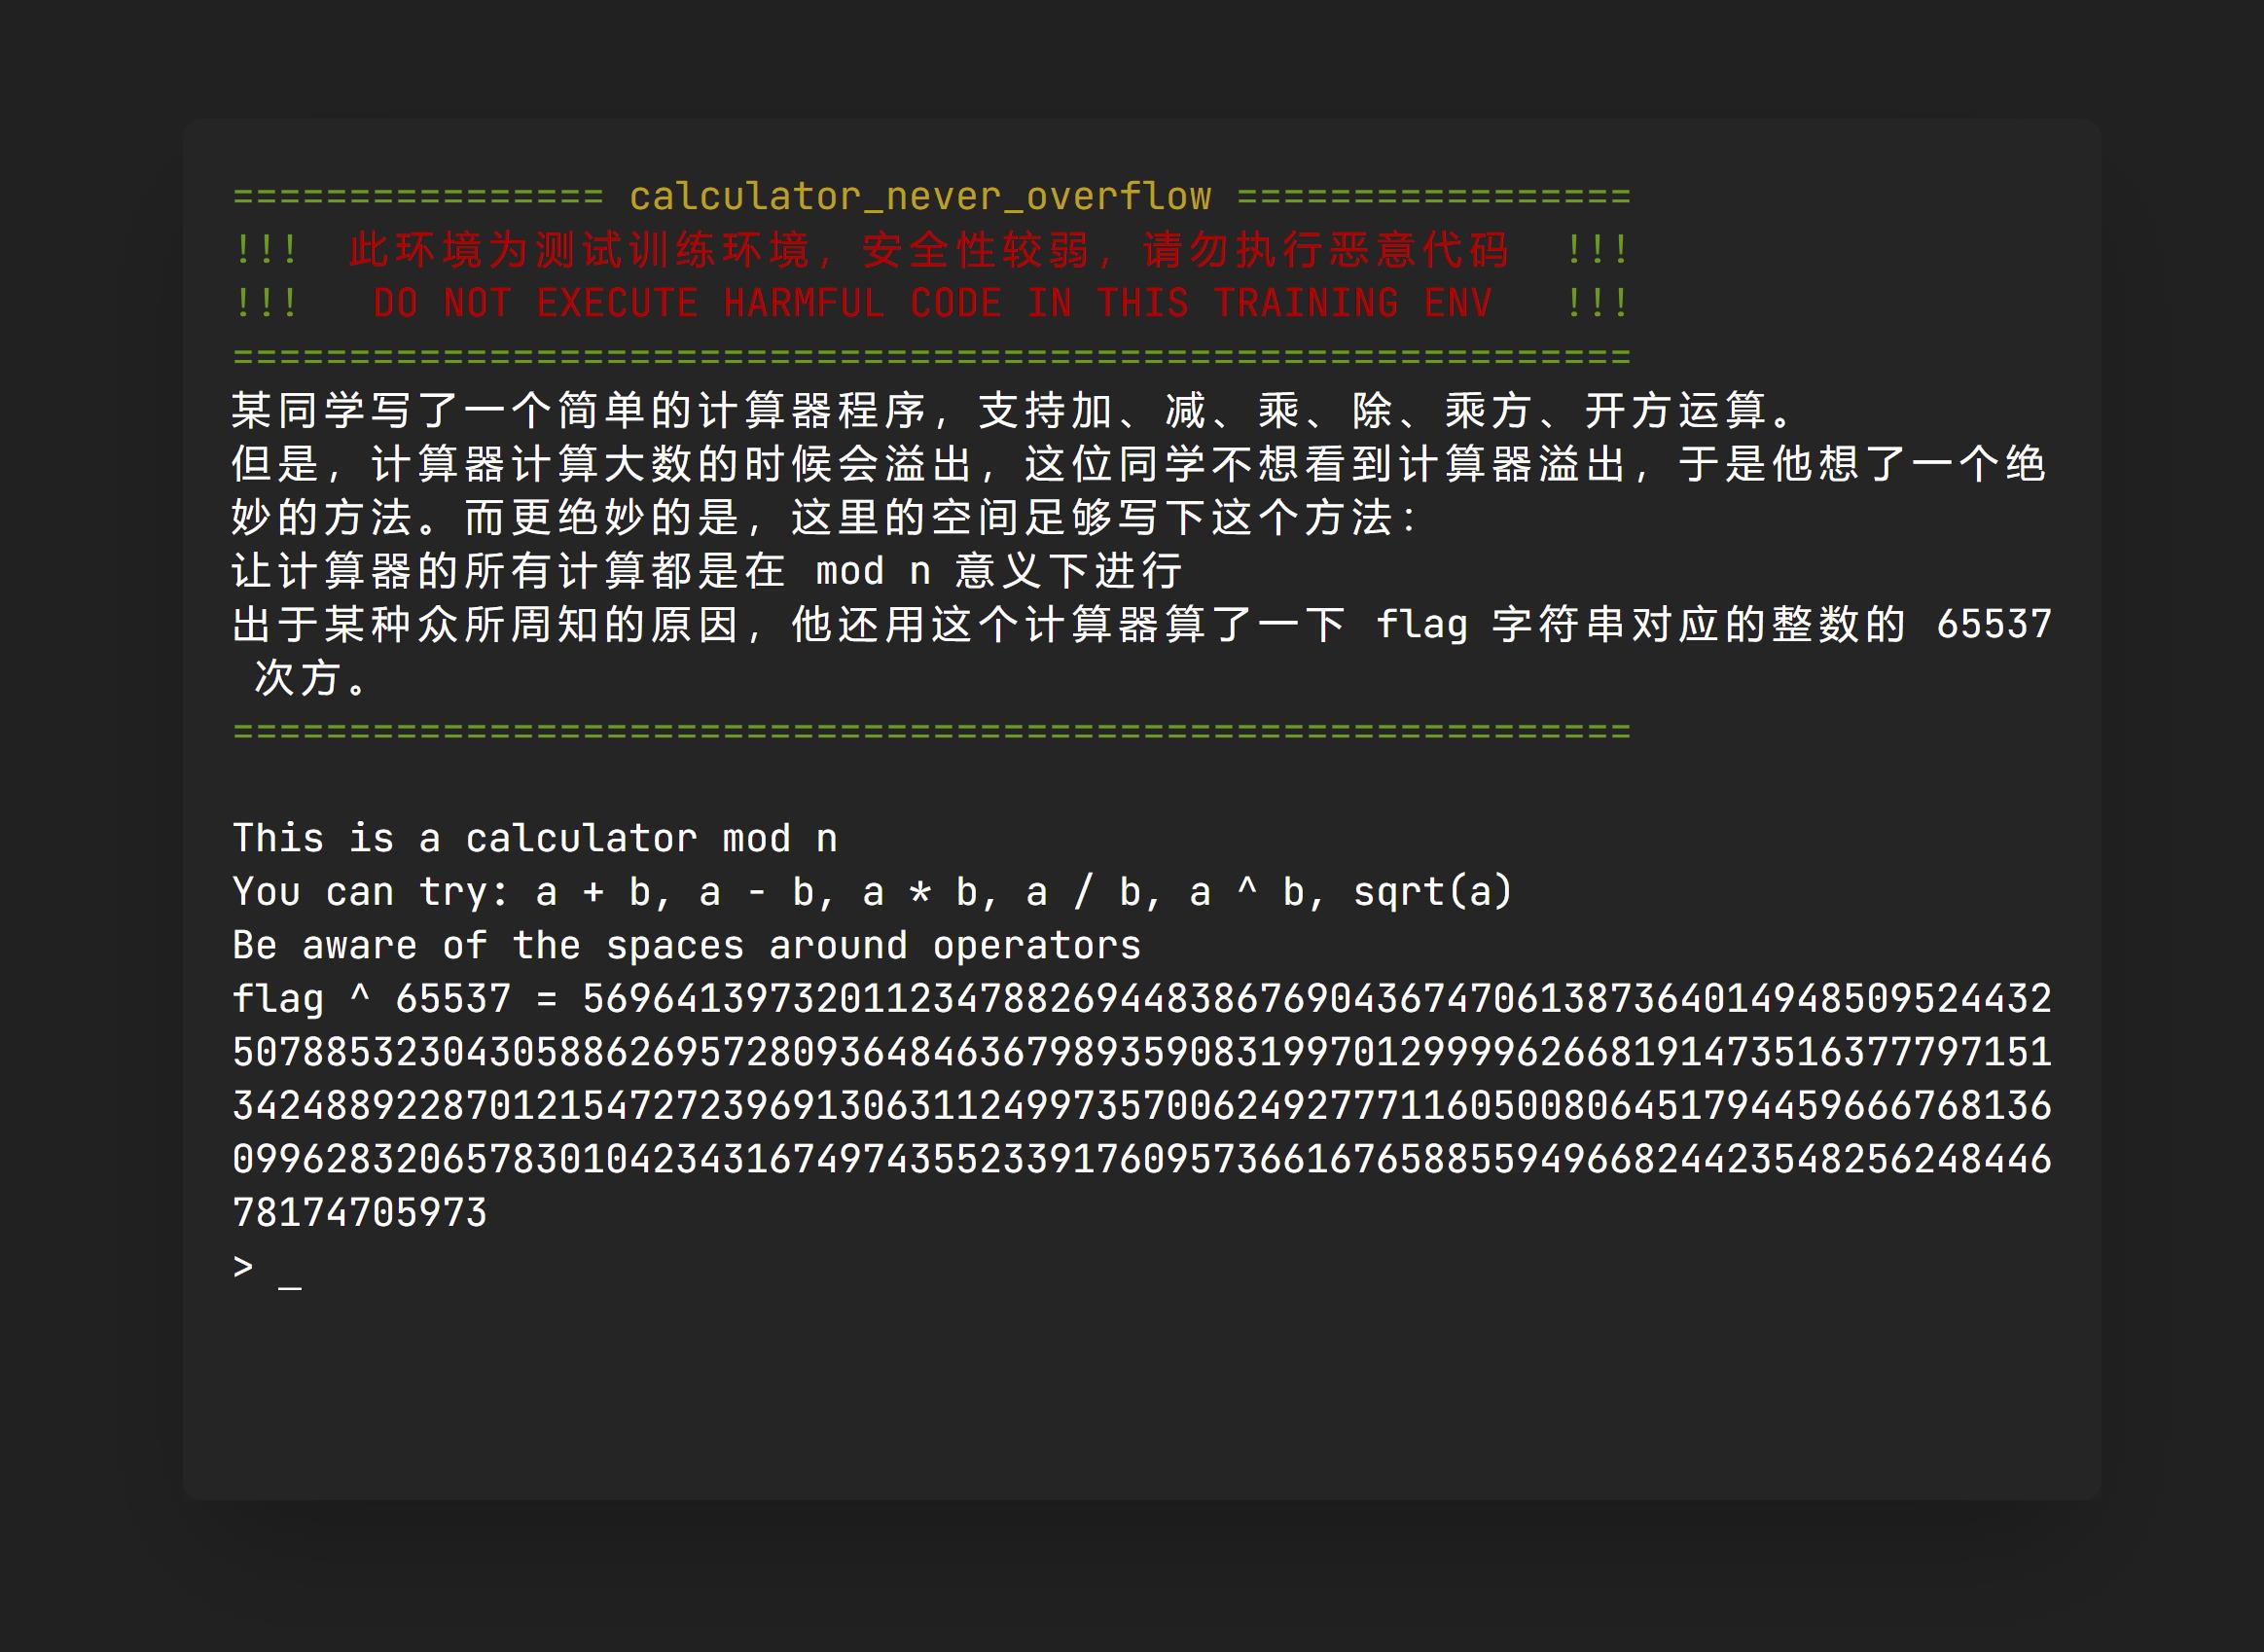 ================ calculator_never_overflow =================
!!!  此环境为测试训练环境，安全性较弱，请勿执行恶意代码  !!!
!!!   DO NOT EXECUTE HARMFUL CODE IN THIS TRAINING ENV   !!!
============================================================
某同学写了一个简单的计算器程序，支持加、减、乘、除、乘方、开方运算。
但是，计算器计算大数的时候会溢出，这位同学不想看到计算器溢出，于是他想了一个绝
妙的方法。而更绝妙的是，这里的空间足够写下这个方法：
让计算器的所有计算都是在 mod n 意义下进行
出于某种众所周知的原因，他还用这个计算器算了一下 flag 字符串对应的整数的 65537
 次方。
============================================================
This is a calculator mod n
You can try: a + b, a - b, a * b, a / b, a ^ b, sqrt(a)
Be aware of the spaces around operators
flag ^ 65537 = 569641397320112347882694483867690436747061387364014948509524432
507885323043058862695728093648463679893590831997012999962668191473516377797151
342488922870121547272396913063112499735700624927771160500806451794459666768136
099628320657830104234316749743552339176095736616765885594966824423548256248446
78174705973
> _